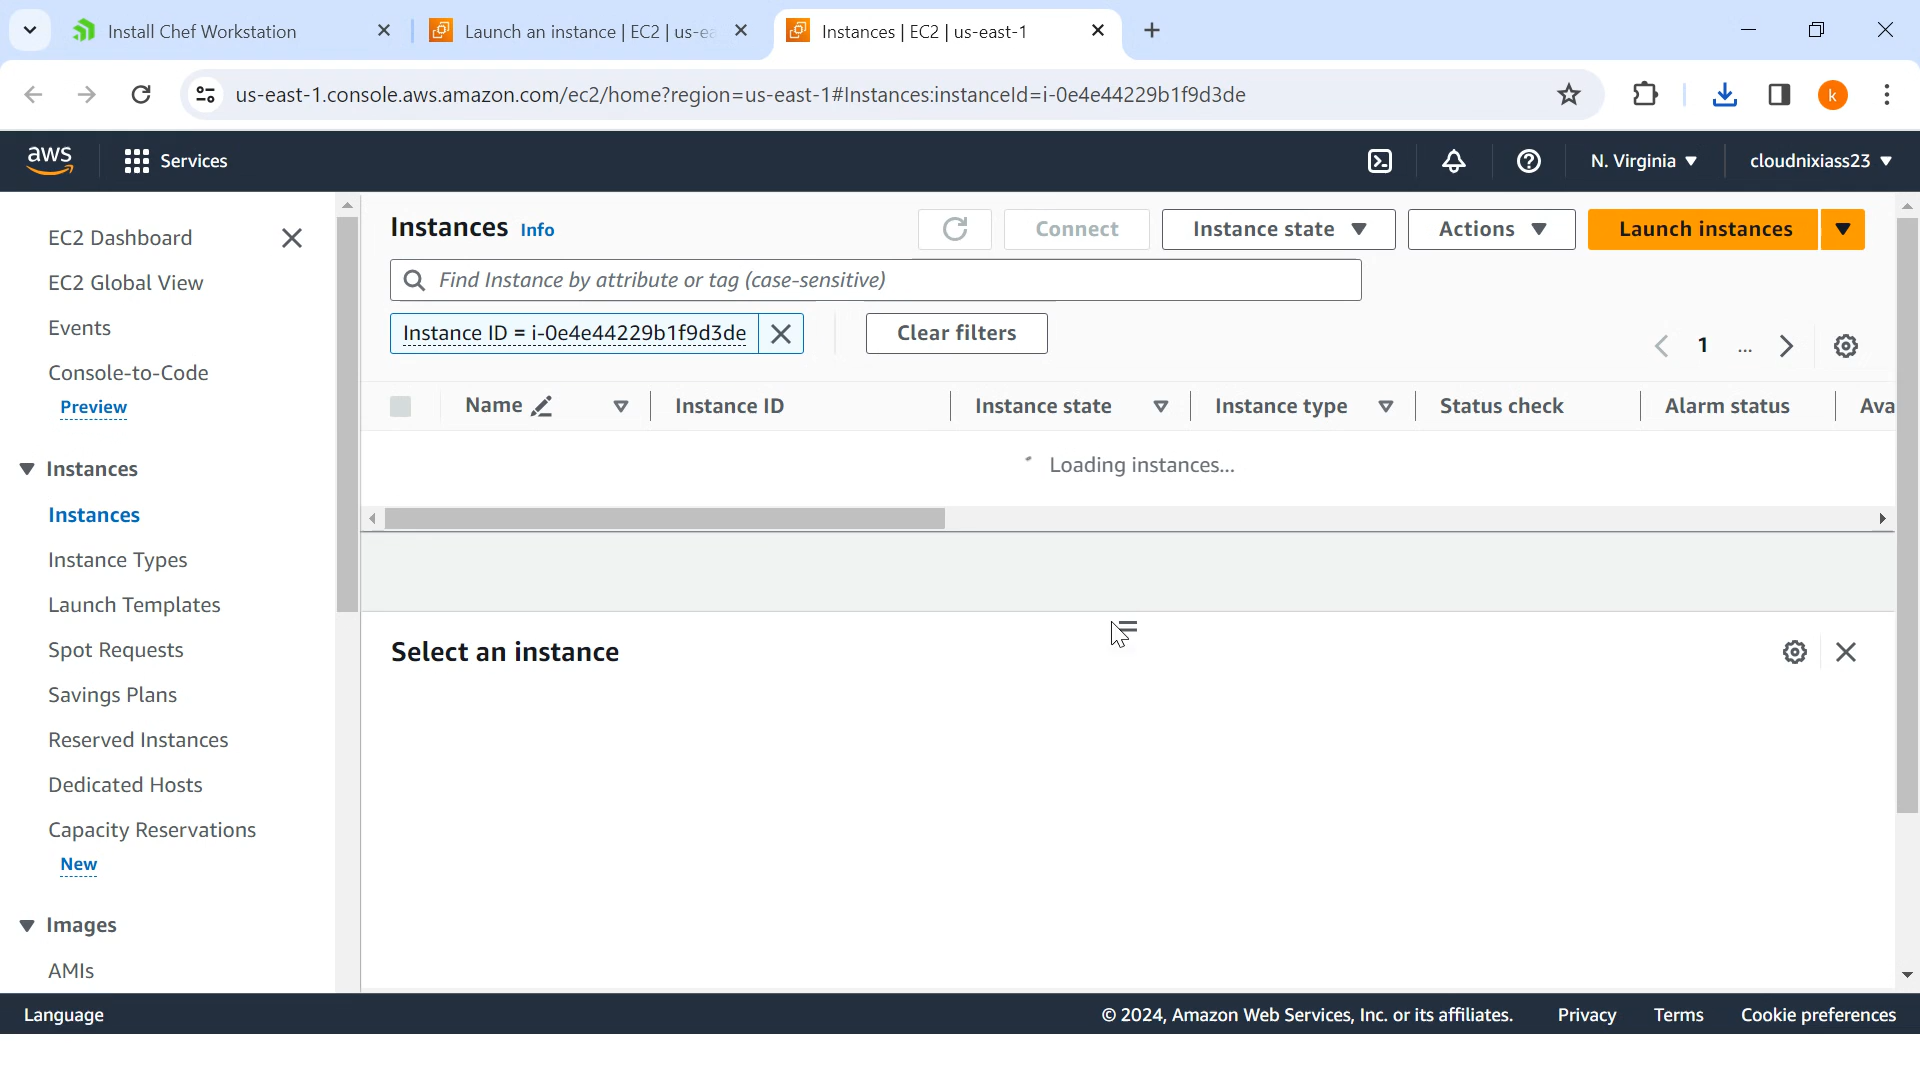 Install Chef Workstation
Launch an instance | EC2 | us-ea
Instances | EC2 | us-east-1
us-east-1.console.aws.amazon.com/ec2/home?region=us-east-1#Instances:instanceId=i-0e4e44229b1f9d3de
k
aws
Services
N. Virginia
cloudnixiass23
EC2 Dashboard
EC2 Global View
Events
Console-to-Code
Preview
Instances
Instances
Instance Types
Launch Templates
Spot Requests
Savings Plans
Reserved Instances
Dedicated Hosts
Capacity Reservations
New
Images
AMIs
Instances Info
Connect
Instance state
Actions
Launch instances
Find Instance by attribute or tag (case-sensitive)
Instance ID = i-0e4e44229b1f9d3de
Clear filters
1
...
Name
Instance ID
Instance state
Instance type
Status check
Alarm status
Ava
Loading instances...
Select an instance
Language
© 2024, Amazon Web Services, Inc. or its affiliates.
Privacy
Terms
Cookie preferences